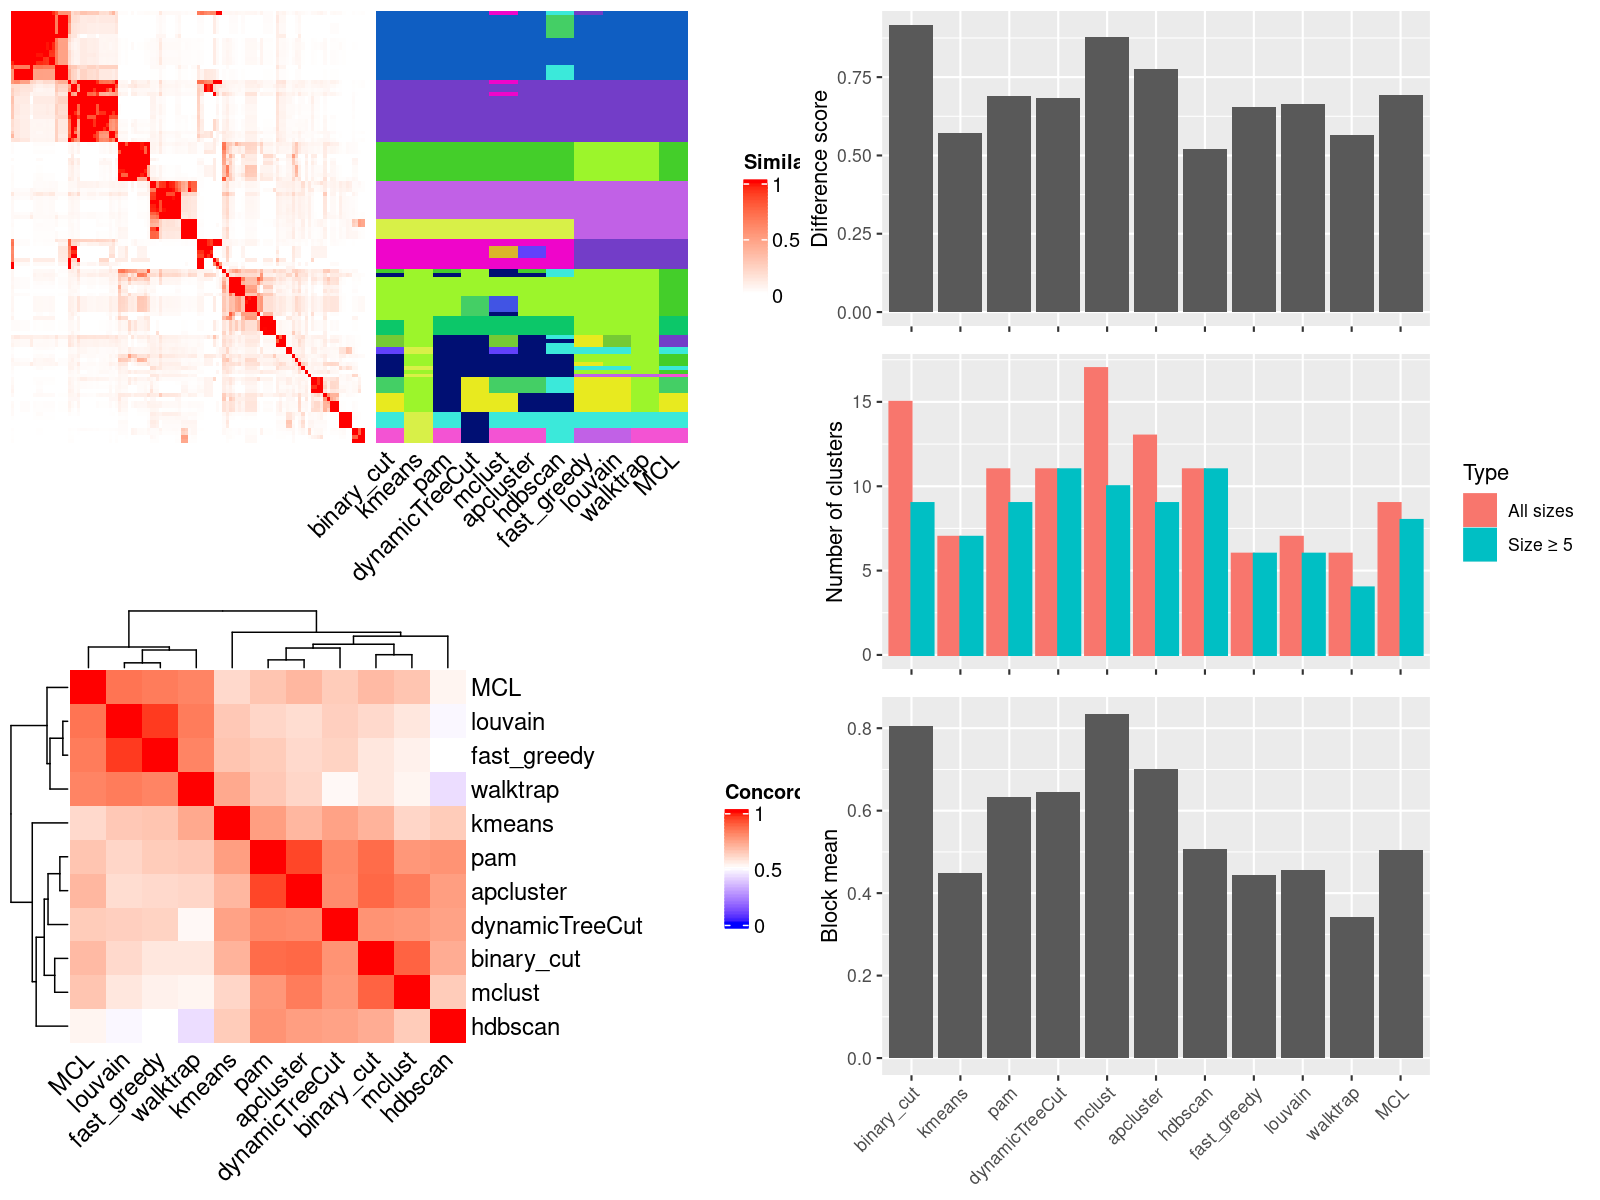 Simila
1
0.5
0
binary_cut
kmeans
pam
dynamicTreeCut
mclust
apcluster
hdbscan
fast_greedy
louvain
walktrap
MCL
Difference score
0.75
0.50
0.25
0.00
Number of clusters
15
10
5
0
Type
All sizes
Size ≥ 5
MCL
louvain
fast_greedy
walktrap
kmeans
pam
apcluster
dynamicTreeCut
binary_cut
mclust
hdbscan
MCL
louvain
fast_greedy
walktrap
kmeans
pam
apcluster
dynamicTreeCut
binary_cut
mclust
hdbscan
Concord
1
0.5
0
Block mean
0.8
0.6
0.4
0.2
0.0
binary_cut
kmeans
pam
dynamicTreeCut
mclust
apcluster
hdbscan
fast_greedy
louvain
walktrap
MCL